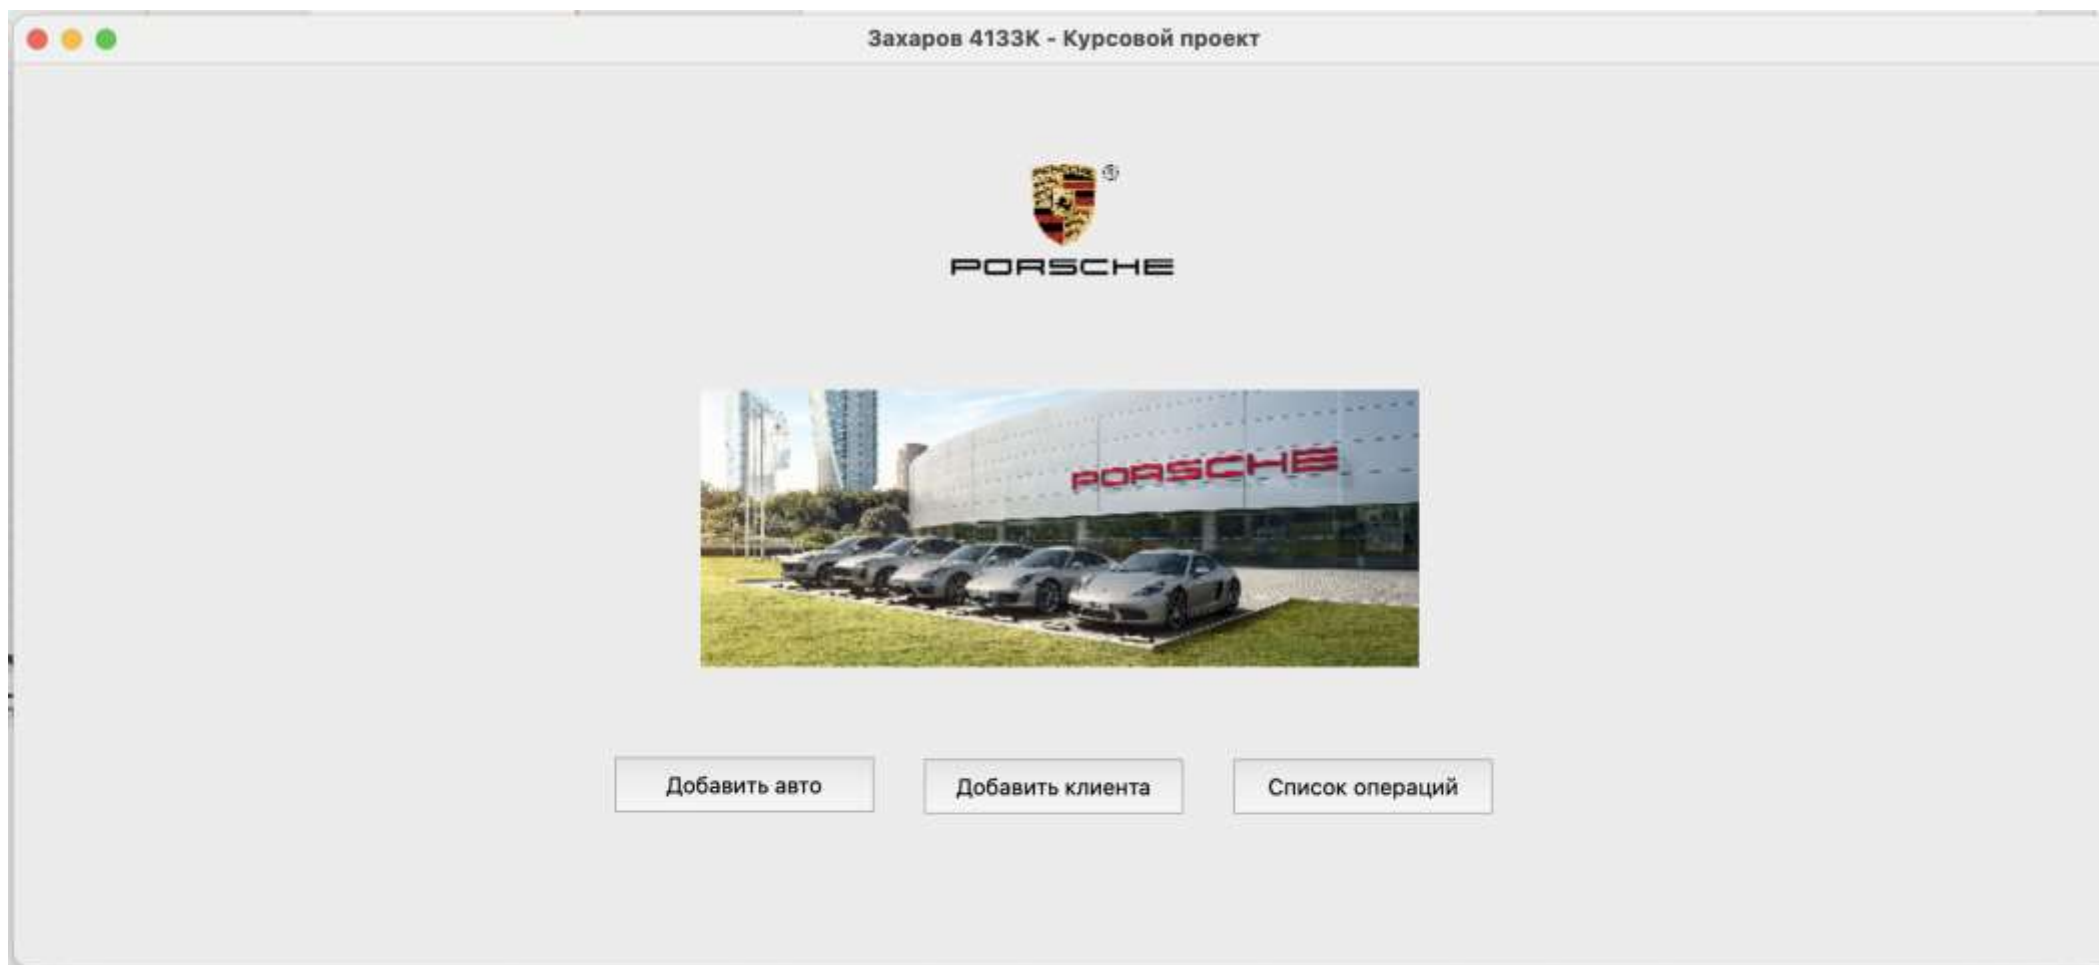 Захаров 4133К - Курсовой проект
®
PORSCHE
PORSCHE
Добавить авто
Добавить клиента
Список операций